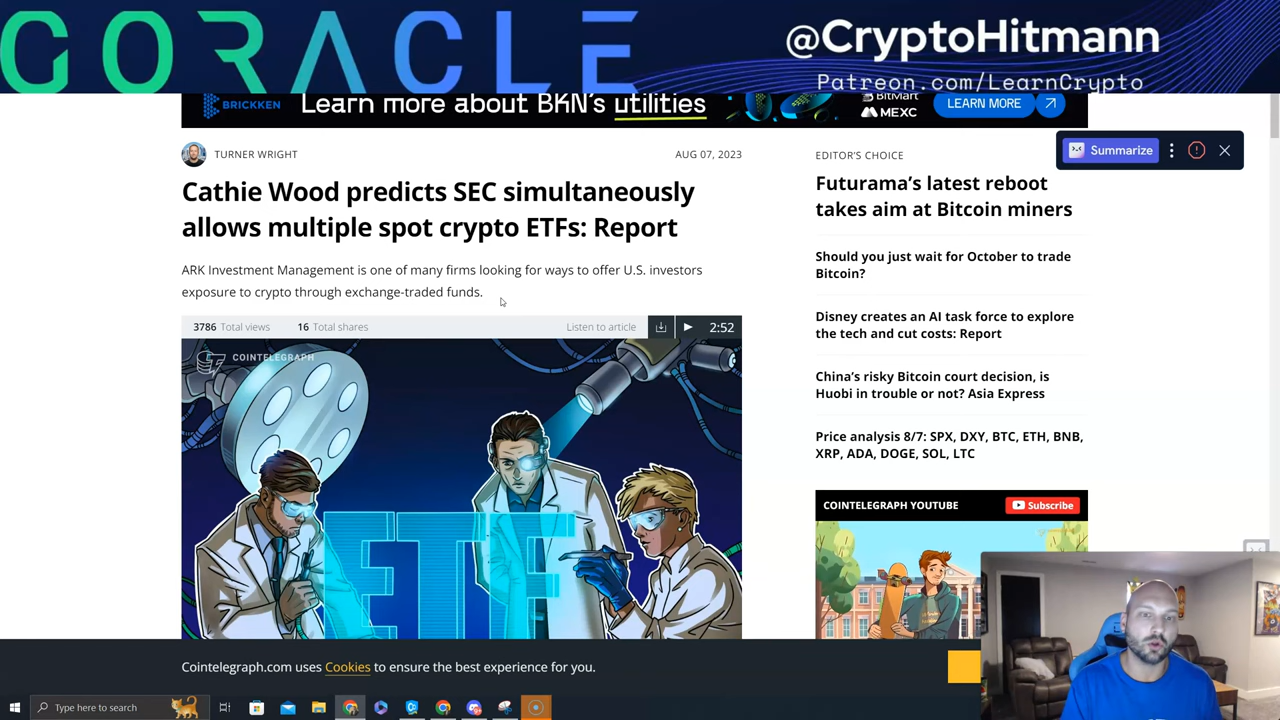 GORACLE
@CryptoHitmann
Patreon.com/LearnCrypto
BRICKKEN
Learn more about BKN's utilities
BitMart
MEXC
LEARN MORE
TURNER WRIGHT
AUG 07, 2023
Cathie Wood predicts SEC simultaneously
allows multiple spot crypto ETFs: Report
ARK Investment Management is one of many firms looking for ways to offer U.S. investors
exposure to crypto through exchange-traded funds.
3786 Total views
16 Total shares
Listen to article
2:52
COINTELEGRAPH
ETF
EDITOR'S CHOICE
Summarize
Futurama's latest reboot
takes aim at Bitcoin miners
Should you just wait for October to trade
Bitcoin?
Disney creates an AI task force to explore
the tech and cut costs: Report
China's risky Bitcoin court decision, is
Huobi in trouble or not? Asia Express
Price analysis 8/7: SPX, DXY, BTC, ETH, BNB,
XRP, ADA, DOGE, SOL, LTC
COINTELEGRAPH YOUTUBE
Subscribe
Cointelegraph.com uses Cookies to ensure the best experience for you.
Type here to search